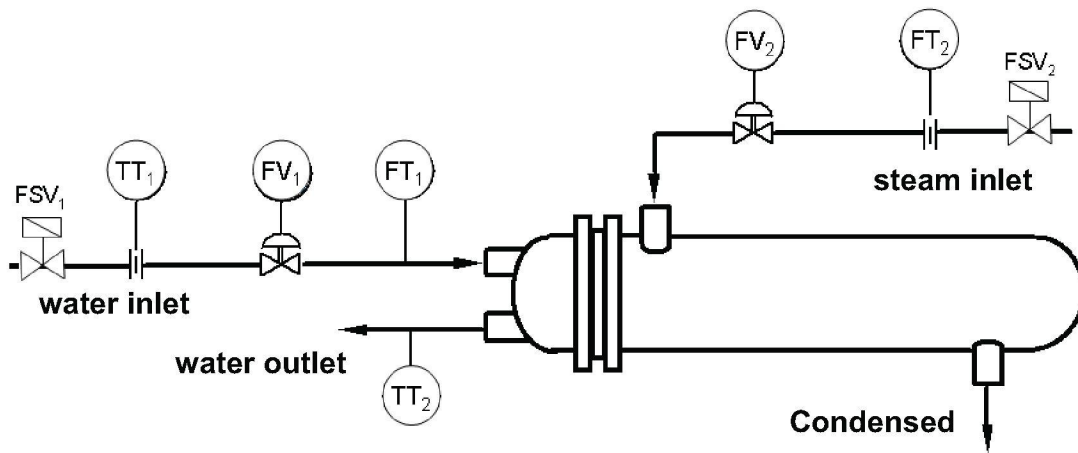 FV₂
FT₂
FSV₂
steam inlet
FSV₁
TT₁
FV₁
FT₁
water inlet
water outlet
TT₂
Condensed